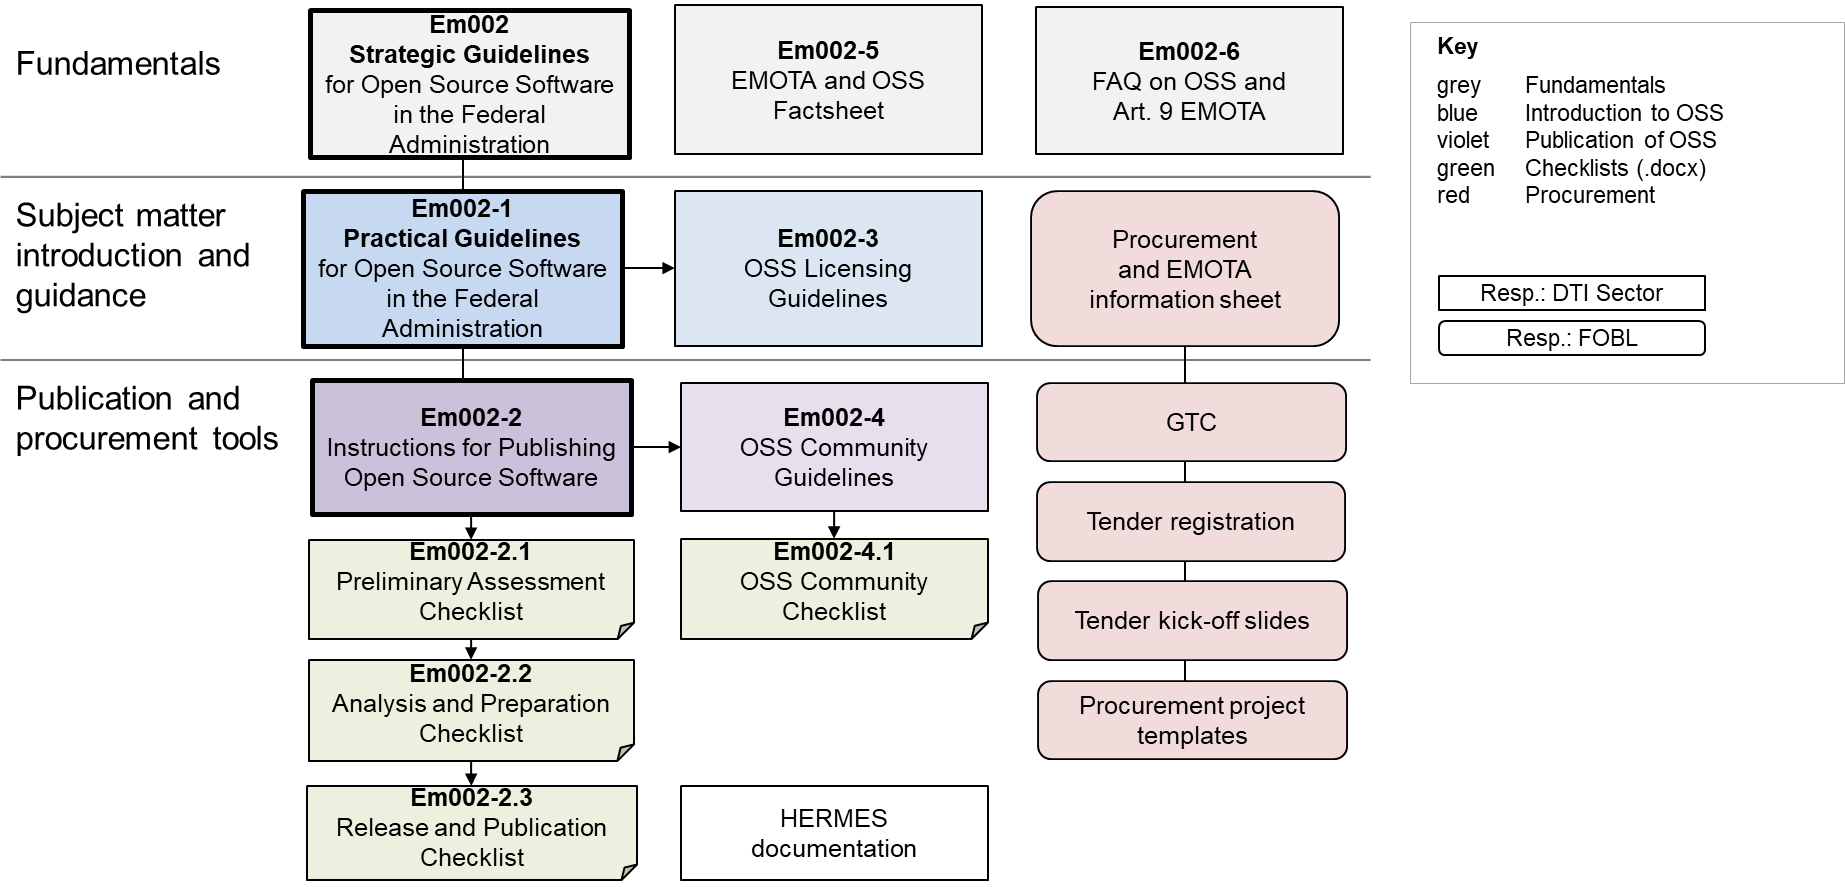 Fundamentals
Em002
Strategic Guidelines
for Open Source Software
in the Federal
Administration
Em002-5
EMOTA and OSS
Factsheet
Em002-6
FAQ on OSS and
Art. 9 EMOTA
Key
grey Fundamentals
blue Introduction to OSS
violet Publication of OSS
green Checklists (.docx)
red Procurement
Resp.: DTI Sector
Resp.: FOBL
Subject matter
introduction and
guidance
Em002-1
Practical Guidelines
for Open Source Software
in the Federal
Administration
Em002-3
OSS Licensing
Guidelines
Procurement
and EMOTA
information sheet
Publication and
procurement tools
Em002-2
Instructions for Publishing
Open Source Software
Em002-4
OSS Community
Guidelines
GTC
Tender registration
Em002-2.1
Preliminary Assessment
Checklist
Em002-4.1
OSS Community
Checklist
Tender kick-off slides
Em002-2.2
Analysis and Preparation
Checklist
Procurement project
templates
Em002-2.3
Release and Publication
Checklist
HERMES
documentation